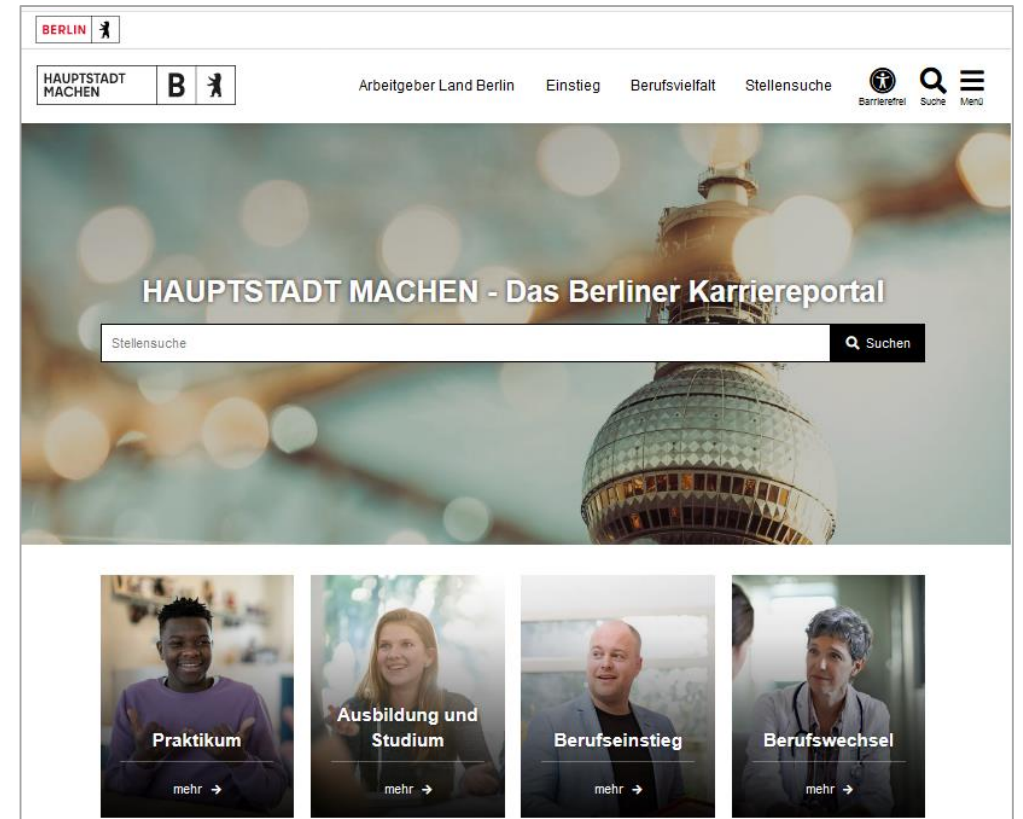 BERLIN
HAUPTSTADT
MACHEN
B
Arbeitgeber Land Berlin
Einstieg
Berufsvielfalt
Stellensuche
Barrierefrei
Suche
Menü
HAUPTSTADT MACHEN - Das Berliner Karriereportal
Stellensuche
Suchen
Praktikum
mehr →
Ausbildung und
Studium
mehr →
Berufseinstieg
mehr →
Berufswechsel
mehr →